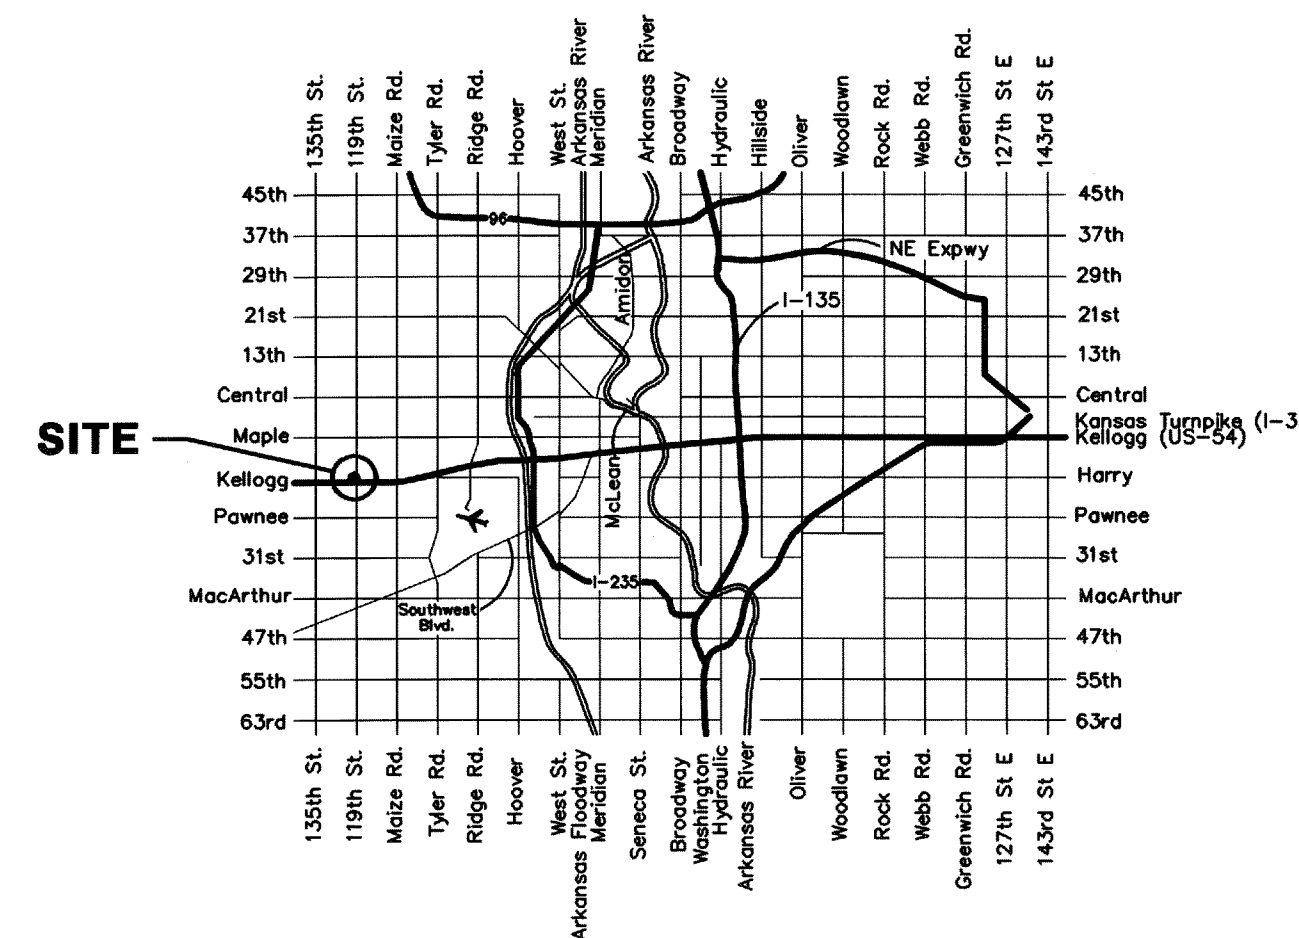 135th St.
119th St.
Maize Rd.
Tyler Rd.
Ridge Rd.
Hoover
West St.
Arkansas River
Meridian
Arkansas River
Broadway
Hydraulic
Hillside
Oliver
Woodlawn
Rock Rd.
Webb Rd.
Greenwich Rd.
127th St E
143rd St E
45th
45th
96
37th
NE Expwy
37th
29th
Amidon
29th
21st
I-135
21st
13th
13th
Central
Central
Kansas Turnpike (I-3
SITE
Maple
Kellogg (US-54)
Kellogg
McLean
Harry
Pawnee
Pawnee
31st
31st
I-235
MacArthur
MacArthur
Southwest
Blvd.
47th
47th
55th
55th
63rd
63rd
135th St.
119th St.
Maize Rd.
Tyler Rd.
Ridge Rd.
Hoover
West St.
Arkansas Floodway
Meridian
Seneca St.
Broadway
Washington
Hydraulic
Arkansas River
Oliver
Woodlawn
Rock Rd.
Webb Rd.
Greenwich Rd.
127th St E
143rd St E